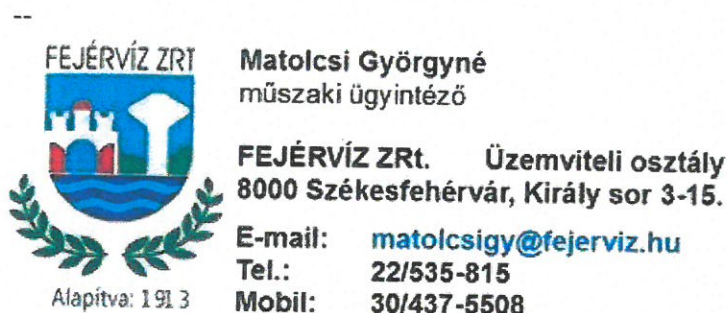 --
FEJÉRVÍZ ZRT
Matolcsi Györgyné
műszaki ügyintéző
FEJÉRVÍZ ZRt. Üzemviteli osztály
8000 Székesfehérvár, Király sor 3-15.
E-mail: matolcsigy@fejerviz.hu
Tel.: 22/535-815
Mobil: 30/437-5508
Alapítva: 1913